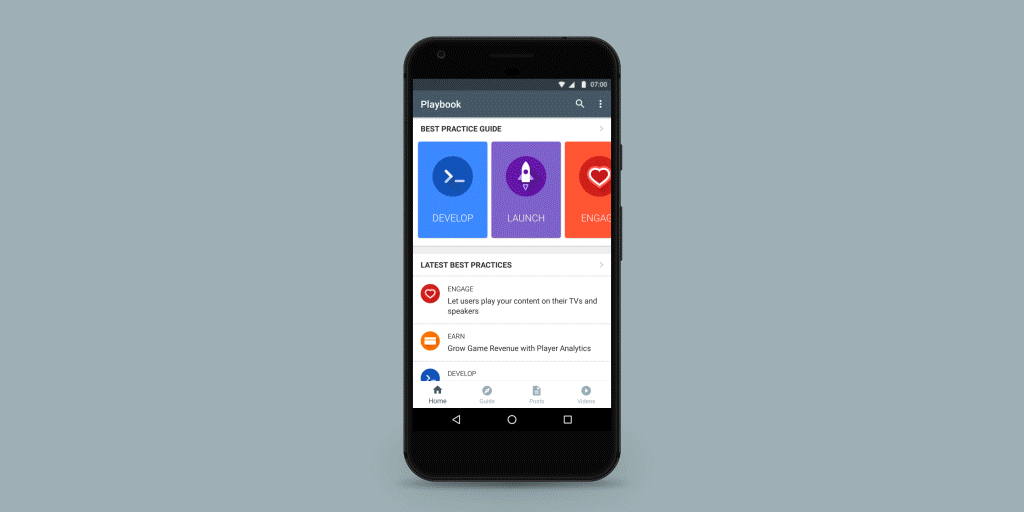 07:00
Playbook
BEST PRACTICE GUIDE
DEVELOP
LAUNCH
ENGAG
LATEST BEST PRACTICES
ENGAGE
Let users play your content on their TVs and
speakers
EARN
Grow Game Revenue with Player Analytics
DEVELOP
Home
Guide
Posts
Videos